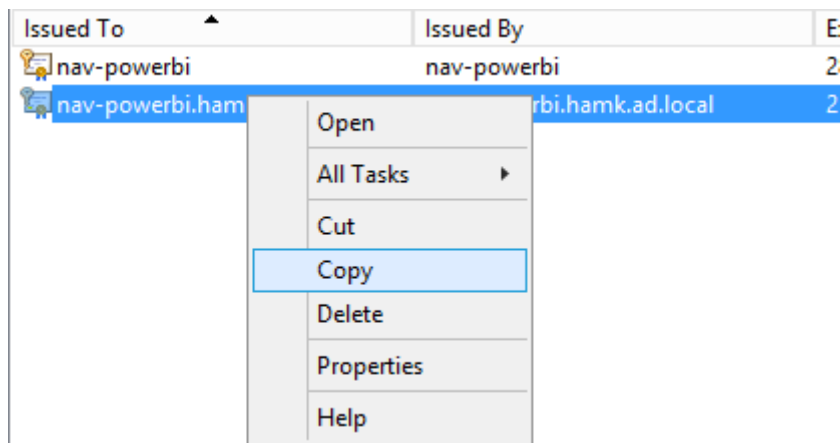 Issued To Issued By
nav-powerbi nav-powerbi
nav-powerbi.ham rbi.hamk.ad.local
Open
All Tasks
Cut
Copy
Delete
Properties
Help